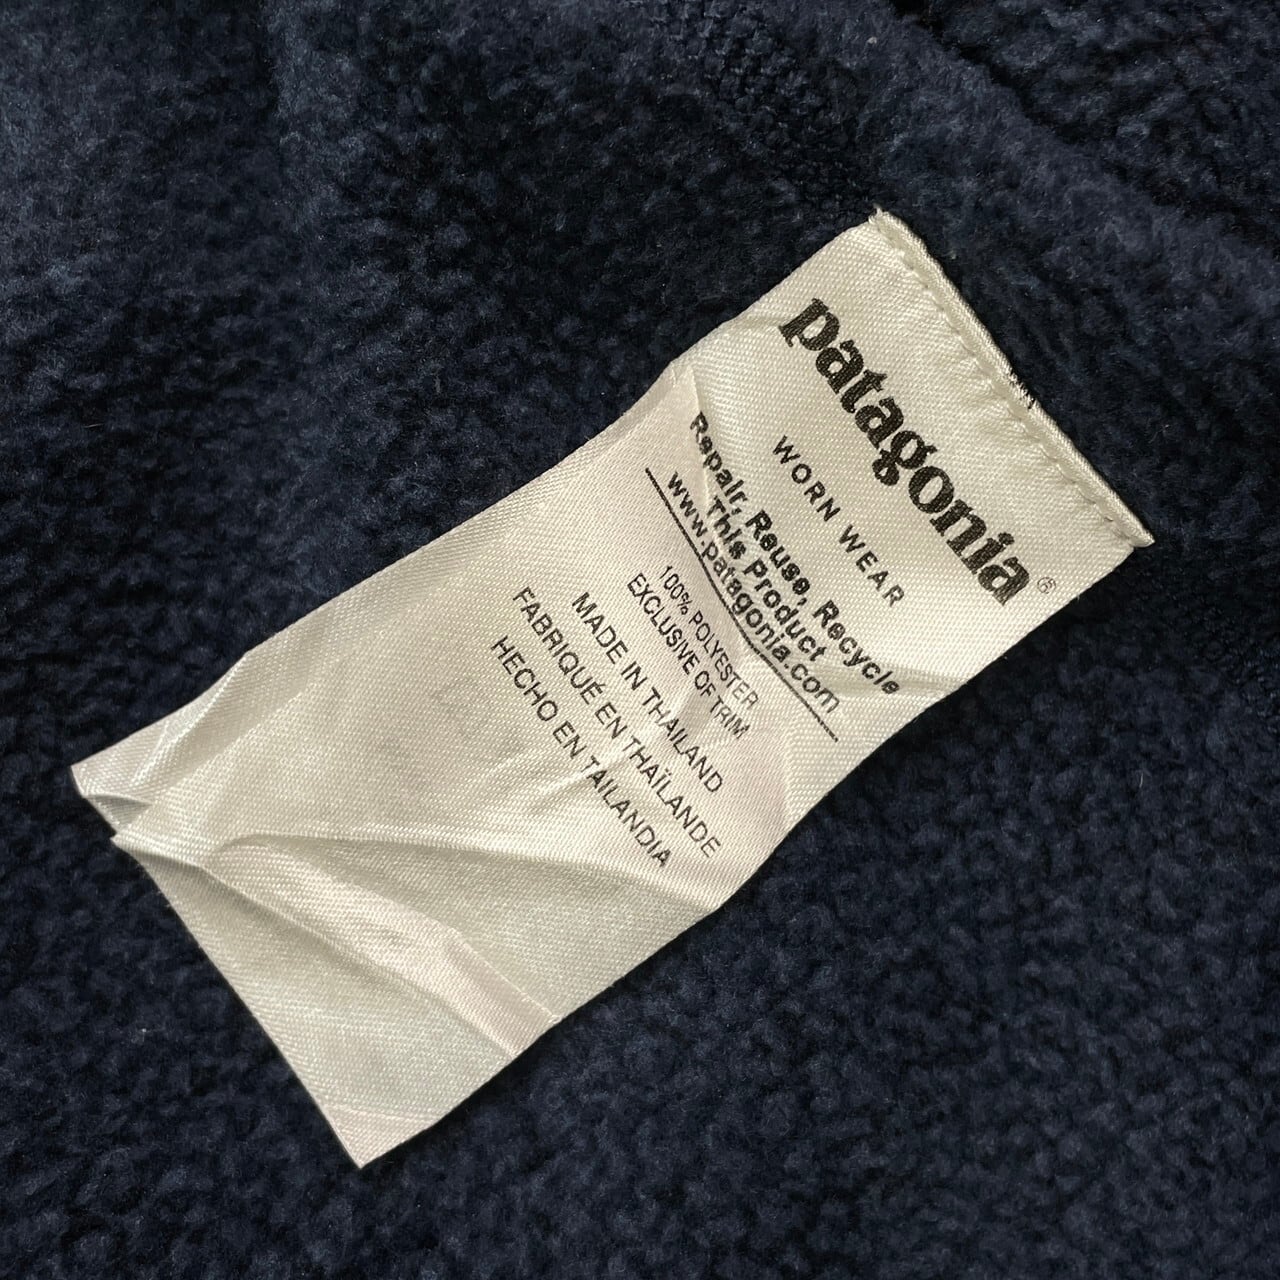 patagonia®
WORN WEAR
Repair, Reuse, Recycle
This Product
www.patagonia.com
100% POLYESTER
EXCLUSIVE OF TRIM
MADE IN THAILAND
FABRIQUÉ EN THAÏLANDE
HECHO EN TAILANDIA